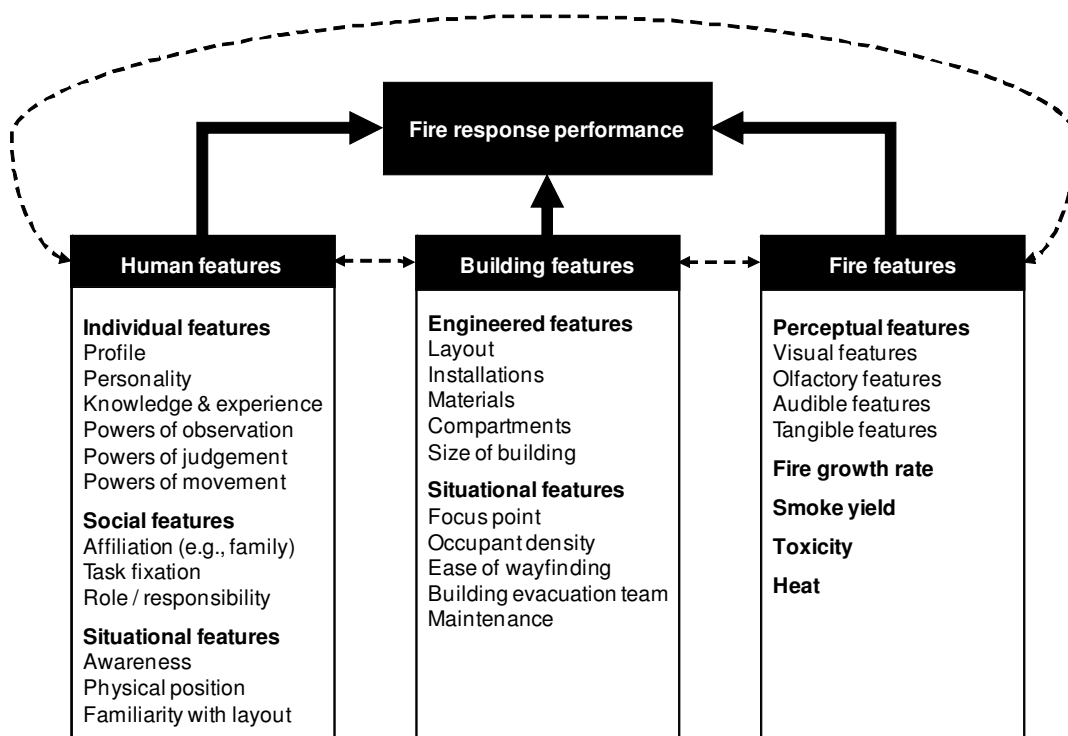 Fire response performance
Human features
Individual features
Profile
Personality
Knowledge & experience
Powers of observation
Powers of judgement
Powers of movement
Social features
Affiliation (e.g., family)
Task fixation
Role / responsibility
Situational features
Awareness
Physical position
Familiarity with layout
Building features
Engineered features
Layout
Installations
Materials
Compartments
Size of building
Situational features
Focus point
Occupant density
Ease of wayfinding
Building evacuation team
Maintenance
Fire features
Perceptual features
Visual features
Olfactory features
Audible features
Tangible features
Fire growth rate
Smoke yield
Toxicity
Heat